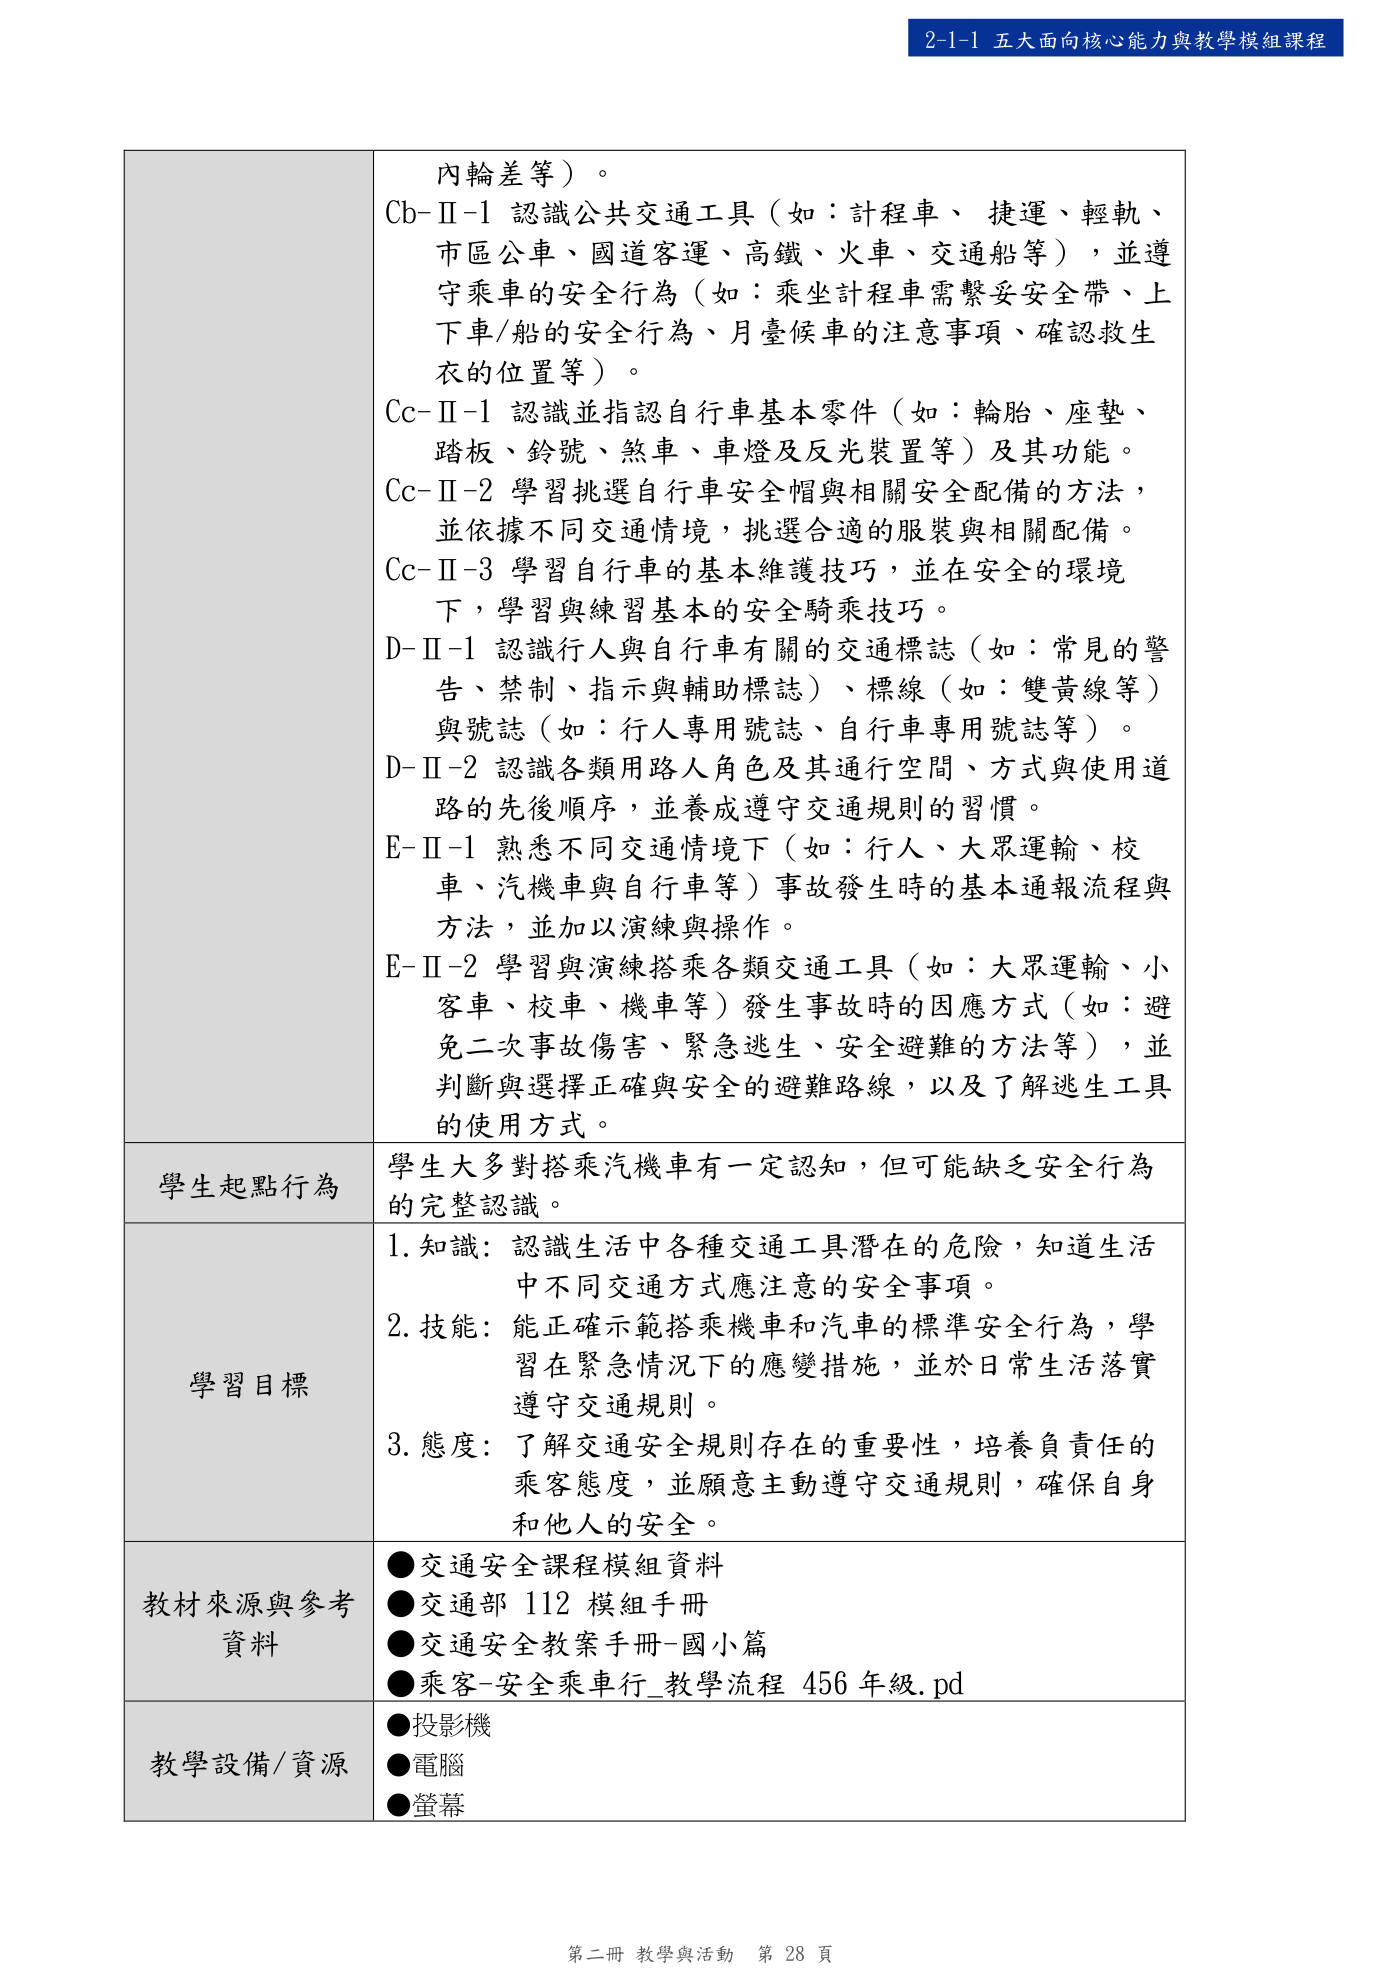 2-1-1 五大面向核心能力與教學模組課程
內輪差等）。
Cb-Ⅱ-1 認識公共交通工具（如：計程車、 捷運、輕軌、
市區公車、國道客運、高鐵、火車、交通船等），並遵
守乘車的安全行為（如：乘坐計程車需繫妥安全帶、上
下車/船的安全行為、月臺候車的注意事項、確認救生
衣的位置等）。
Cc-Ⅱ-1 認識並指認自行車基本零件（如：輪胎、座墊、
踏板、鈴號、煞車、車燈及反光裝置等）及其功能。
Cc-Ⅱ-2 學習挑選自行車安全帽與相關安全配備的方法，
並依據不同交通情境，挑選合適的服裝與相關配備。
Cc-Ⅱ-3 學習自行車的基本維護技巧，並在安全的環境
下，學習與練習基本的安全騎乘技巧。
D-Ⅱ-1 認識行人與自行車有關的交通標誌（如：常見的警
告、禁制、指示與輔助標誌）、標線（如：雙黃線等）
與號誌（如：行人專用號誌、自行車專用號誌等）。
D-Ⅱ-2 認識各類用路人角色及其通行空間、方式與使用道
路的先後順序，並養成遵守交通規則的習慣。
E-Ⅱ-1 熟悉不同交通情境下（如：行人、大眾運輸、校
車、汽機車與自行車等）事故發生時的基本通報流程與
方法，並加以演練與操作。
E-Ⅱ-2 學習與演練搭乘各類交通工具（如：大眾運輸、小
客車、校車、機車等）發生事故時的因應方式（如：避
免二次事故傷害、緊急逃生、安全避難的方法等），並
判斷與選擇正確與安全的避難路線，以及了解逃生工具
的使用方式。
學生起點行為
學生大多對搭乘汽機車有一定認知，但可能缺乏安全行為
的完整認識。
學習目標
1.知識: 認識生活中各種交通工具潛在的危險，知道生活
中不同交通方式應注意的安全事項。
2.技能: 能正確示範搭乘機車和汽車的標準安全行為，學
習在緊急情況下的應變措施，並於日常生活落實
遵守交通規則。
3.態度: 了解交通安全規則存在的重要性，培養負責任的
乘客態度，並願意主動遵守交通規則，確保自身
和他人的安全。
教材來源與參考
資料
●交通安全課程模組資料
●交通部 112 模組手冊
●交通安全教案手冊-國小篇
●乘客-安全乘車行_教學流程 456 年級.pd
教學設備/資源
●投影機
●電腦
●螢幕
第二冊 教學與活動 第 28 頁